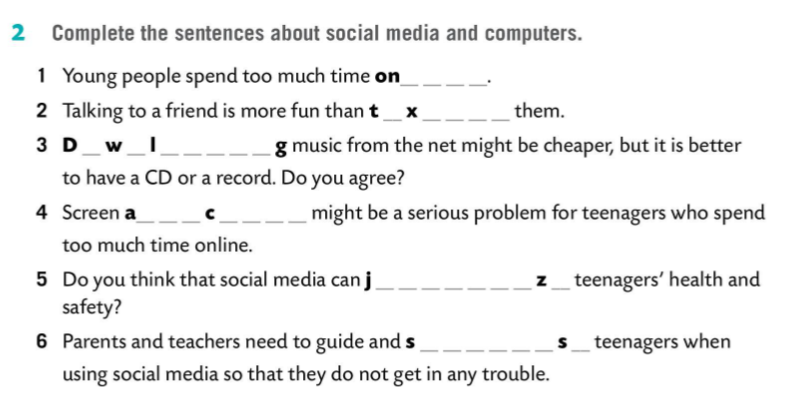 2 Complete the sentences about social media and computers.
1 Young people spend too much time on_ _ _ _.
2 Talking to a friend is more fun than t _ x _ _ _ _ them.
3 D _ w _ l _ _ _ _ _ g music from the net might be cheaper, but it is better
to have a CD or a record. Do you agree?
4 Screen a _ _ _ c _ _ _ _ might be a serious problem for teenagers who spend
too much time online.
5 Do you think that social media can j _ _ _ _ _ _ _ z _ teenagers' health and
safety?
6 Parents and teachers need to guide and s _ _ _ _ _ _ s _ teenagers when
using social media so that they do not get in any trouble.